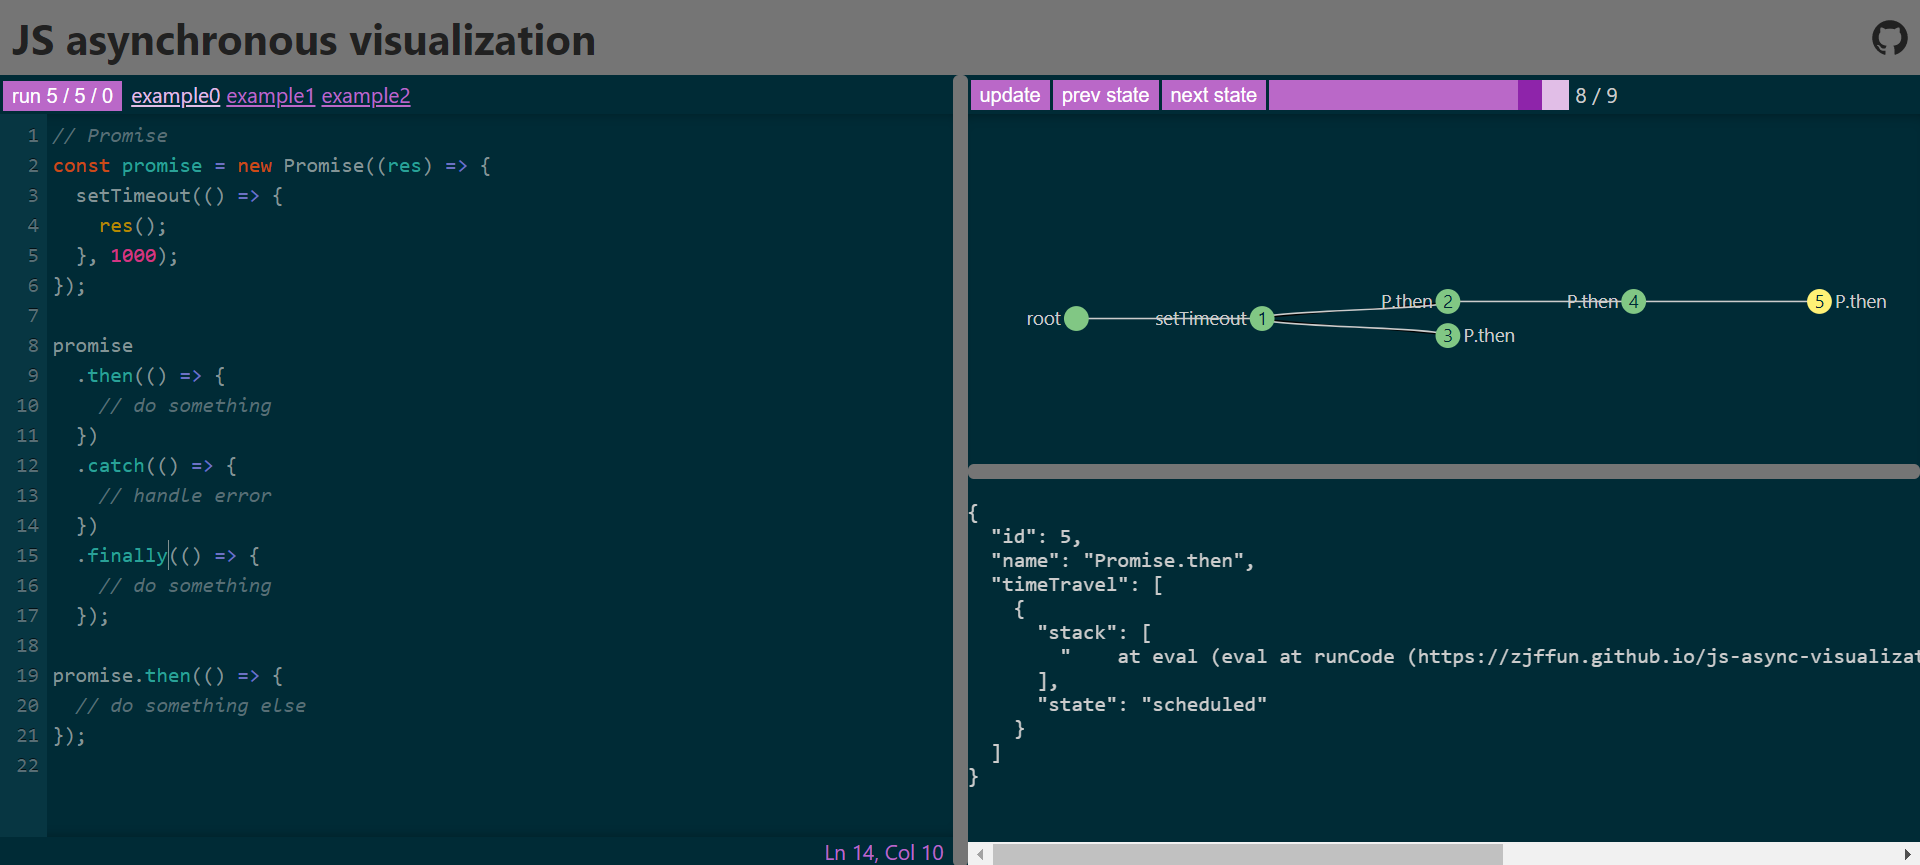 JS asynchronous visualization
run 5 / 5 / 0 example0 example1 example2
1 // Promise
2 const promise = new Promise((res) => {
3 setTimeout(() => {
4 res();
5 }, 1000);
6 });
7
8 promise
9 .then(() => {
10 // do something
11 })
12 .catch(() => {
13 // handle error
14 })
15 .finally(() => {
16 // do something
17 });
18
19 promise.then(() => {
20 // do something else
21 });
22
Ln 14, Col 10
update prev state next state 8 / 9
root setTimeout 1 P.then 2 P.then 4 5 P.then
3 P.then
{
"id": 5,
"name": "Promise.then",
"timeTravel": [
{
"stack": [
" at eval (eval at runCode (https://zjffun.github.io/js-async-visualizat
],
"state": "scheduled"
}
]
}